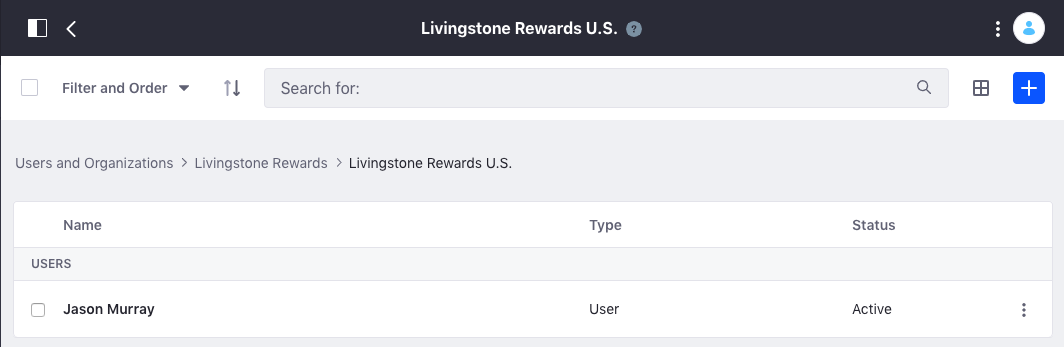 Livingstone Rewards U.S. ?
Filter and Order
Search for:
Users and Organizations > Livingstone Rewards > Livingstone Rewards U.S.
Name Type Status
USERS
Jason Murray User Active